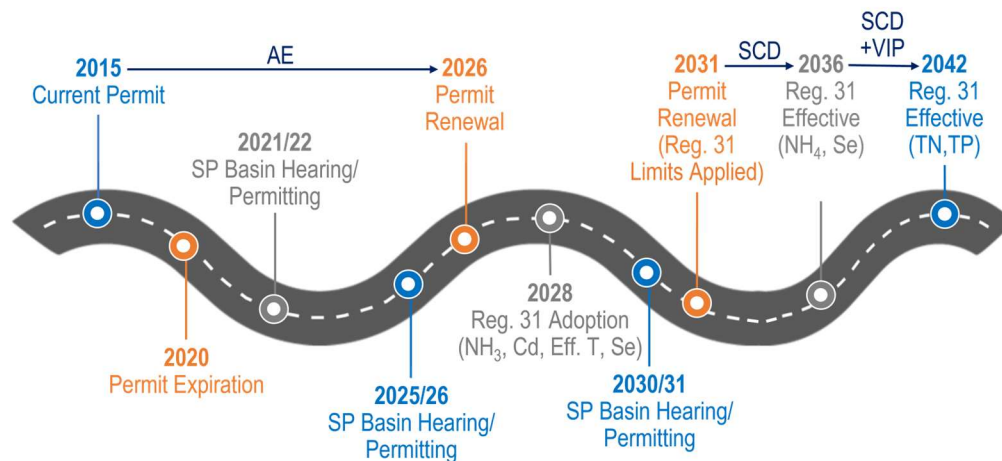 AE
2015
Current Permit
2026
Permit
Renewal
SCD
SCD
+VIP
2031
Permit
Renewal
(Reg. 31
Limits Applied)
2036
Reg. 31
Effective
(NH₄, Se)
2042
Reg. 31
Effective
(TN,TP)
2021/22
SP Basin Hearing/
Permitting
2020
Permit Expiration
2025/26
SP Basin Hearing/
Permitting
2028
Reg. 31 Adoption
(NH₃, Cd, Eff. T, Se)
2030/31
SP Basin Hearing/
Permitting